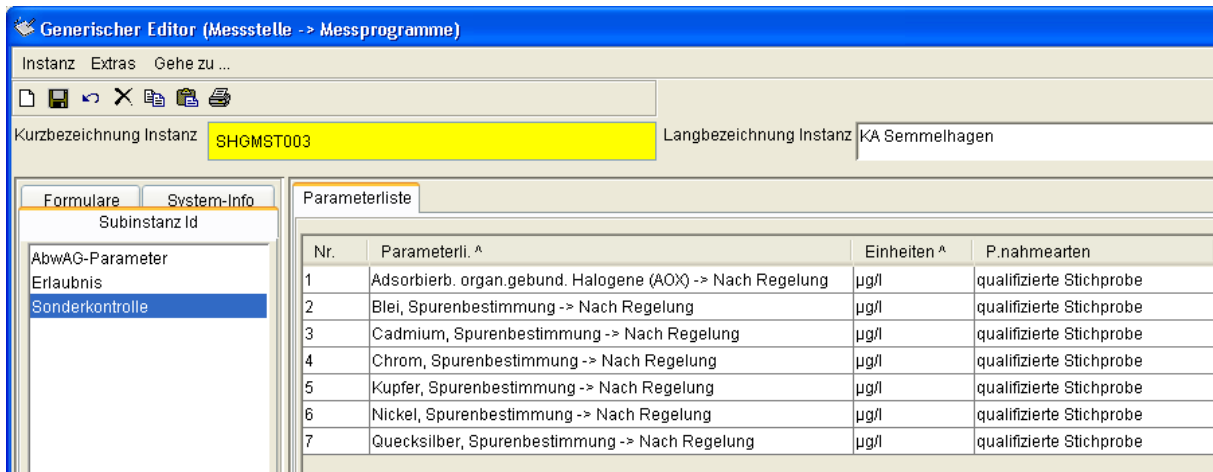 Generischer Editor (Messstelle -> Messprogramme)
Instanz Extras Gehe zu ...
Kurzbezeichnung Instanz SHGMST003 Langbezeichnung Instanz KA Semmelhagen
Formulare System-Info
Subinstanz Id
AbwAG-Parameter
Erlaubnis
Sonderkontrolle
Parameterliste
Nr. Parameterli. ^ Einheiten ^ P.nahmearten
1 Adsorbierb. organ.gebund. Halogene (AOX) -> Nach Regelung µg/l qualifizierte Stichprobe
2 Blei, Spurenbestimmung -> Nach Regelung µg/l qualifizierte Stichprobe
3 Cadmium, Spurenbestimmung -> Nach Regelung µg/l qualifizierte Stichprobe
4 Chrom, Spurenbestimmung -> Nach Regelung µg/l qualifizierte Stichprobe
5 Kupfer, Spurenbestimmung -> Nach Regelung µg/l qualifizierte Stichprobe
6 Nickel, Spurenbestimmung -> Nach Regelung µg/l qualifizierte Stichprobe
7 Quecksilber, Spurenbestimmung -> Nach Regelung µg/l qualifizierte Stichprobe